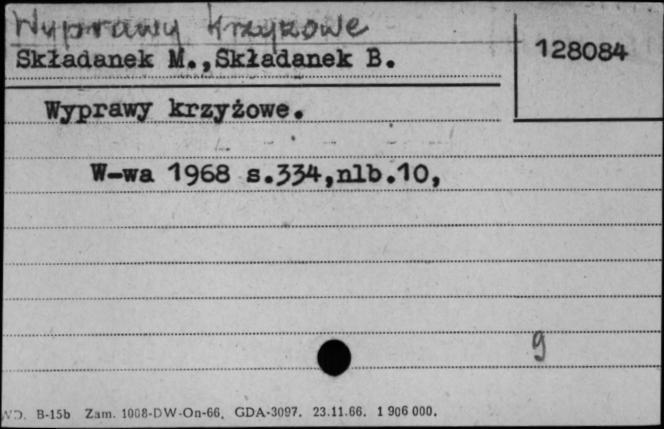 Wyprawy krzyżowe
Składanek M.,Składanek B.
128084
Wyprawy krzyżowe.
W-wa 1968 s.334,nlb.10,
9
B-15b Zam. 1008-DW-On-66. GDA-3097. 23.11.66. 1 906 000.